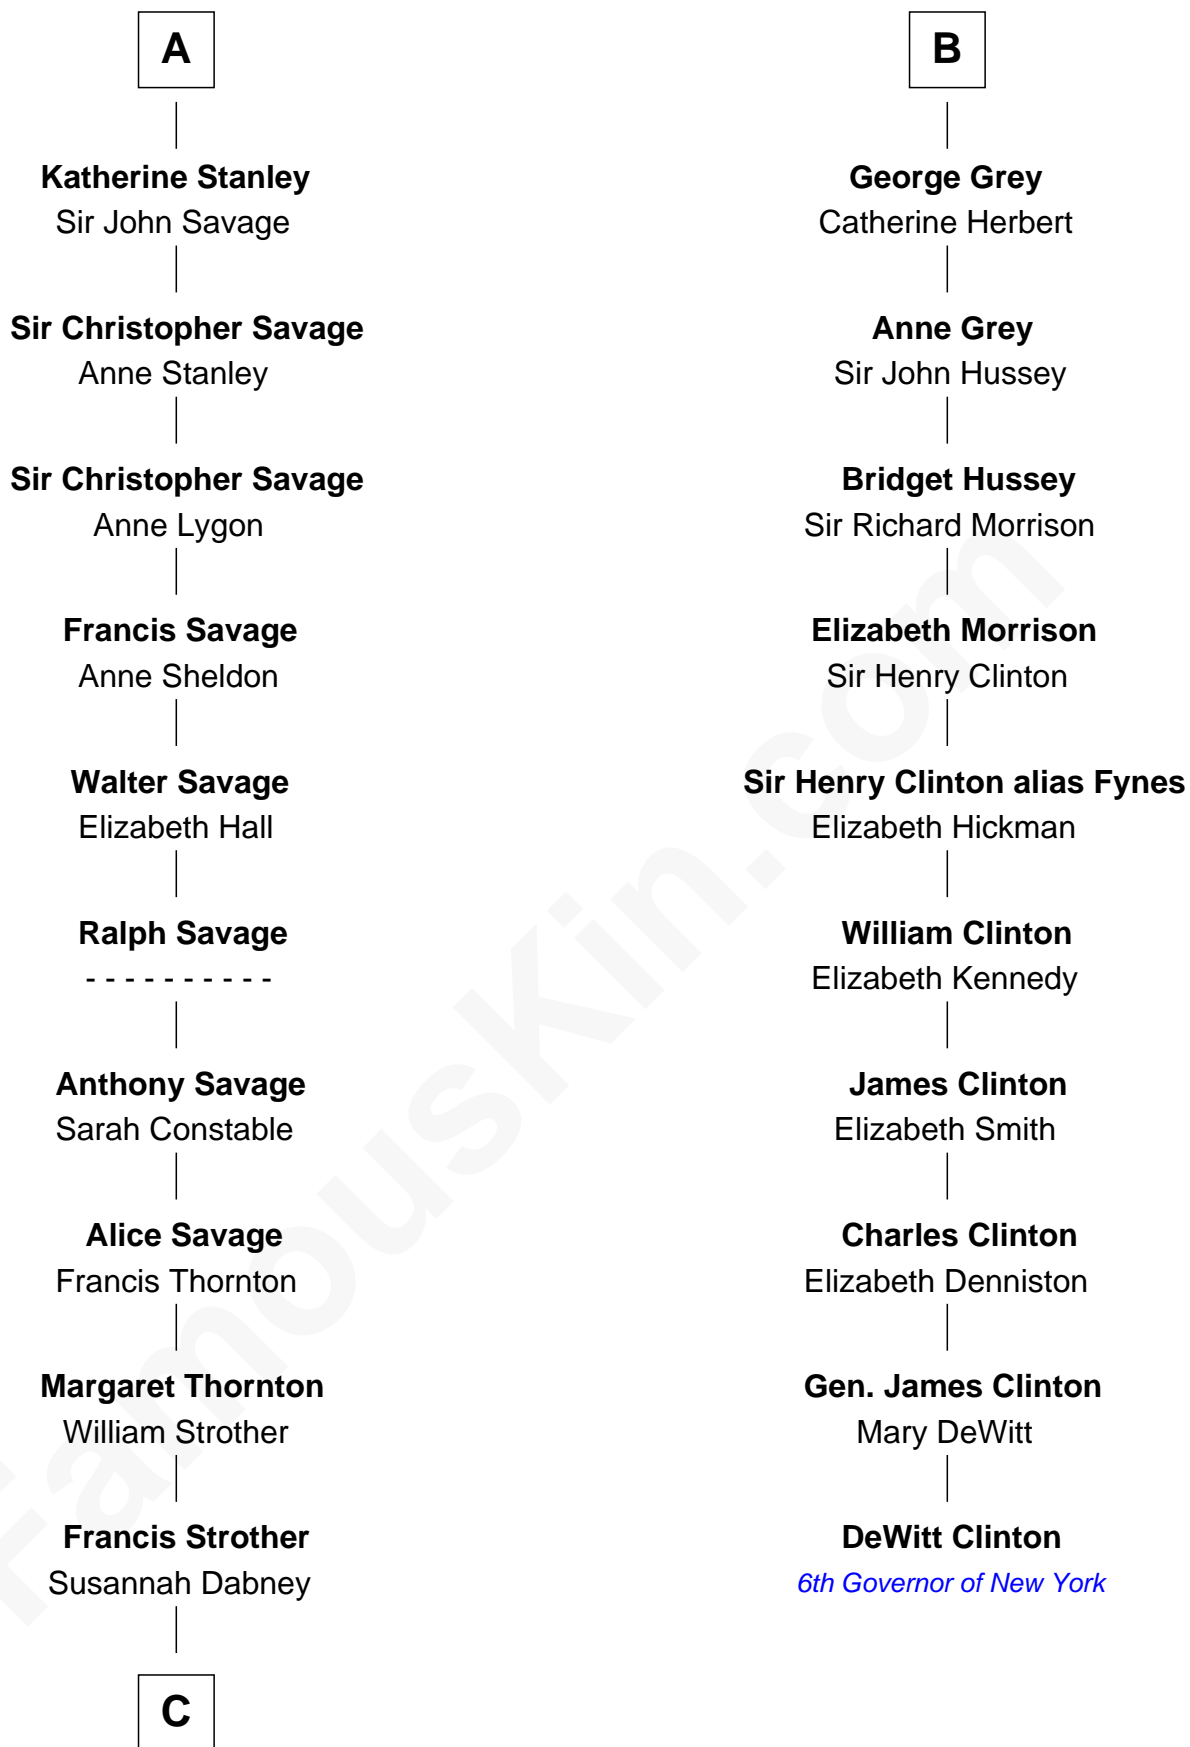 A
Katherine Stanley
Sir John Savage
Sir Christopher Savage
Anne Stanley
Sir Christopher Savage
Anne Lygon
Francis Savage
Anne Sheldon
Walter Savage
Elizabeth Hall
Ralph Savage
- - - - - - - - - -
Anthony Savage
Sarah Constable
Alice Savage
Francis Thornton
Margaret Thornton
William Strother
Francis Strother
Susannah Dabney
C
B
George Grey
Catherine Herbert
Anne Grey
Sir John Hussey
Bridget Hussey
Sir Richard Morrison
Elizabeth Morrison
Sir Henry Clinton
Sir Henry Clinton alias Fynes
Elizabeth Hickman
William Clinton
Elizabeth Kennedy
James Clinton
Elizabeth Smith
Charles Clinton
Elizabeth Denniston
Gen. James Clinton
Mary DeWitt
DeWitt Clinton
6th Governor of New York
FamousKin.com